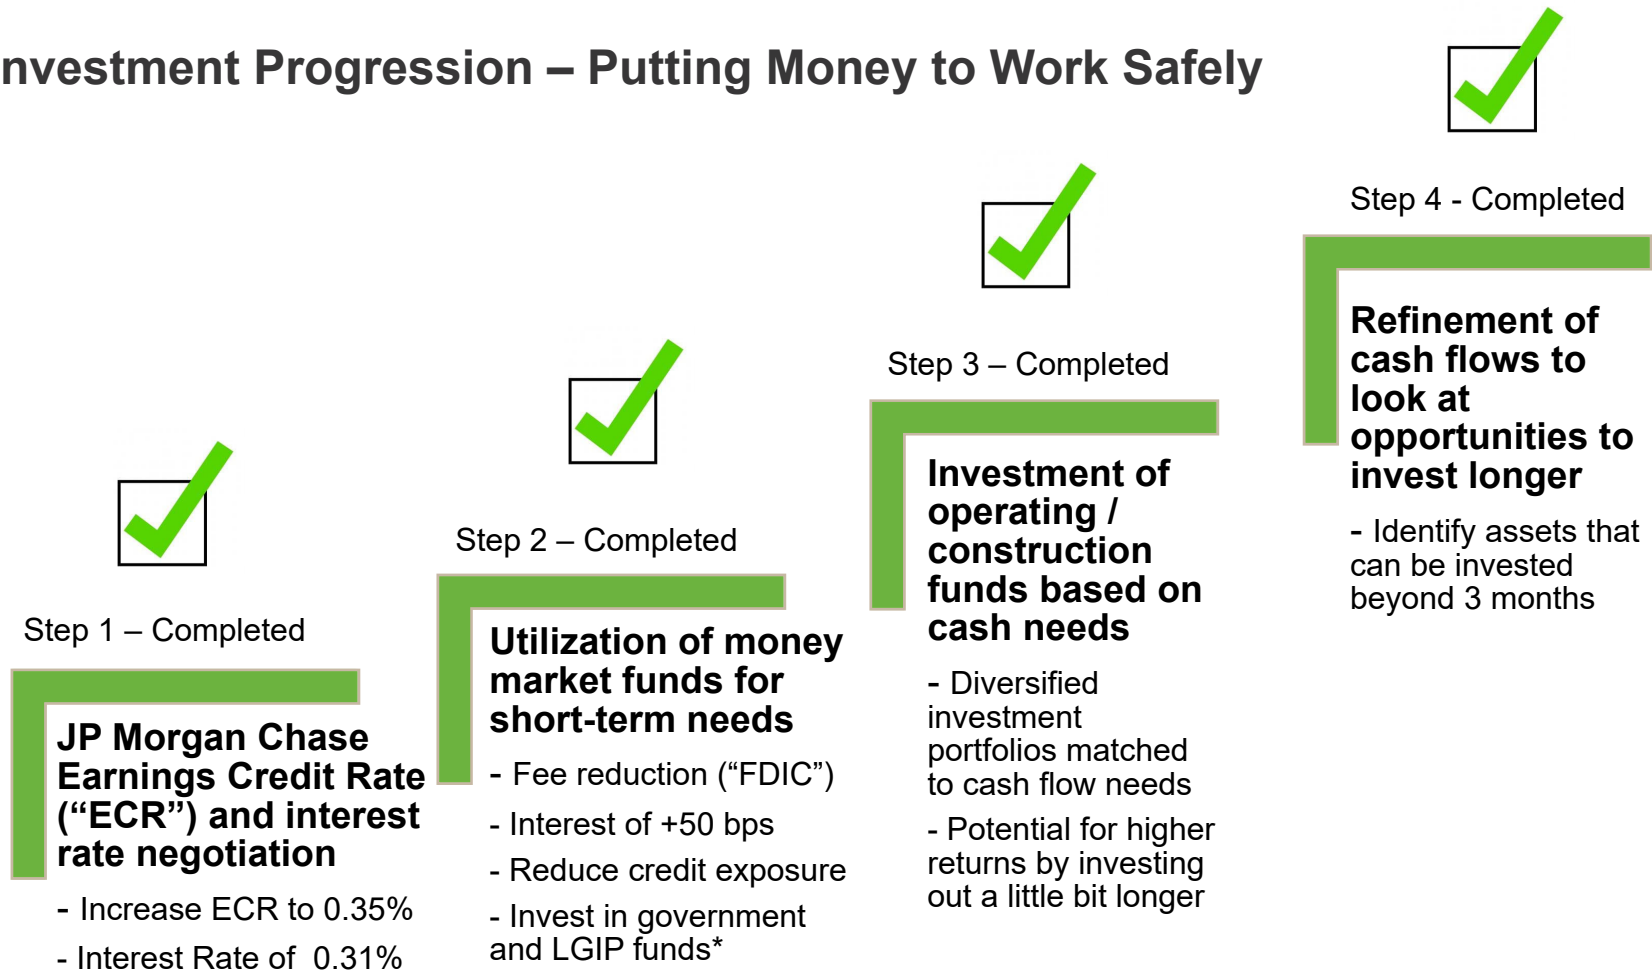 nvestment Progression – Putting Money to Work Safely
Step 1 – Completed
JP Morgan Chase
Earnings Credit Rate
(“ECR”) and interest
rate negotiation
- Increase ECR to 0.35%
- Interest Rate of 0.31%
Step 2 – Completed
Utilization of money
market funds for
short-term needs
- Fee reduction (“FDIC”)
- Interest of +50 bps
- Reduce credit exposure
- Invest in government
and LGIP funds*
Step 3 – Completed
Investment of
operating /
construction
funds based on
cash needs
- Diversified
investment
portfolios matched
to cash flow needs
- Potential for higher
returns by investing
out a little bit longer
Step 4 - Completed
Refinement of
cash flows to
look at
opportunities to
invest longer
- Identify assets that
can be invested
beyond 3 months